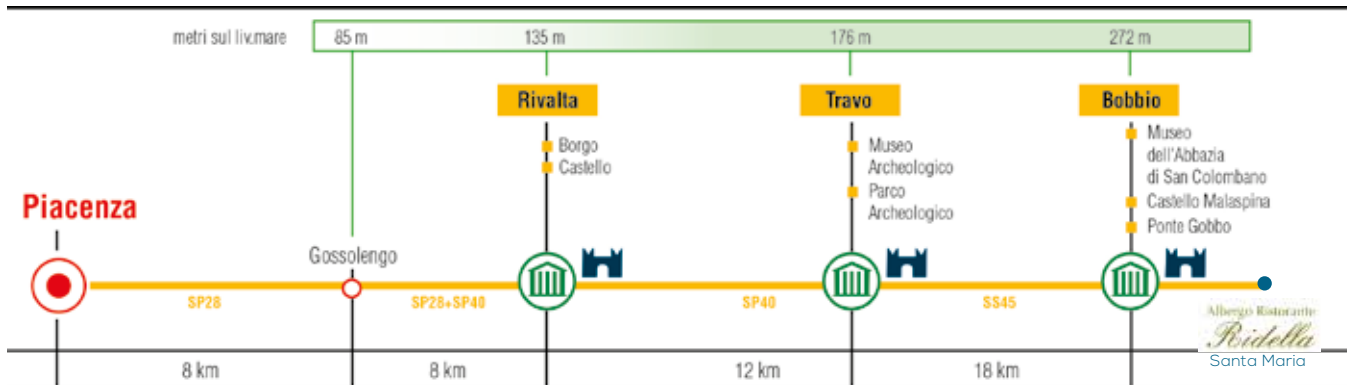 metri sul liv.mare 85 m 135 m 176 m 272 m
Rivalta
Travo
Bobbio
Borgo
Castello
Museo
Archeologico
Parco
Archeologico
Museo
dell'Abbazia
di San Colombano
Castello Malaspina
Ponte Gobbo
Piacenza
Gossolengo
SP28 SP28+SP40 SP40 SS45
Albergo Ristorante
Ridella
Santa Maria
8 km 8 km 12 km 18 km